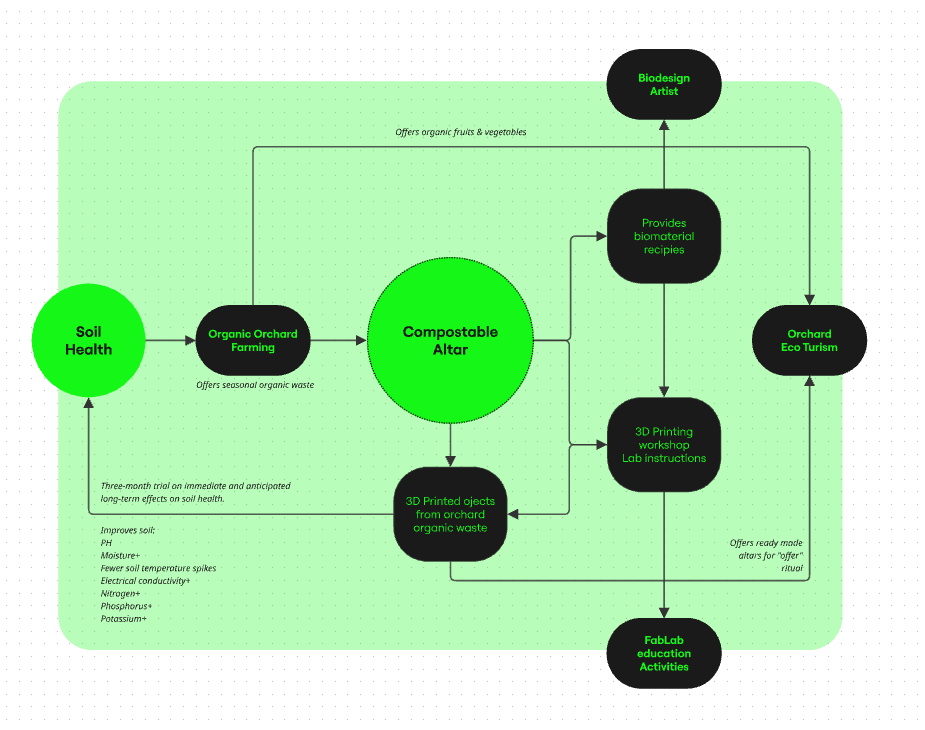 Biodesign
Artist
Offers organic fruits & vegetables
Provides
biomaterial
recipies
Soil
Health
Organic Orchard
Farming
Compostable
Altar
Orchard
Eco Turism
Offers seasonal organic waste
3D Printing
workshop
Lab instructions
Three-month trial on immediate and anticipated
long-term effects on soil health.
3D Printed ojects
from orchard
organic waste
Improves soil:
PH
Moisture+
Fewer soil temperature spikes
Electrical conductivity+
Nitrogen+
Phosphorus+
Potassium+
Offers ready made
altars for "offer"
ritual
FabLab
education
Activities